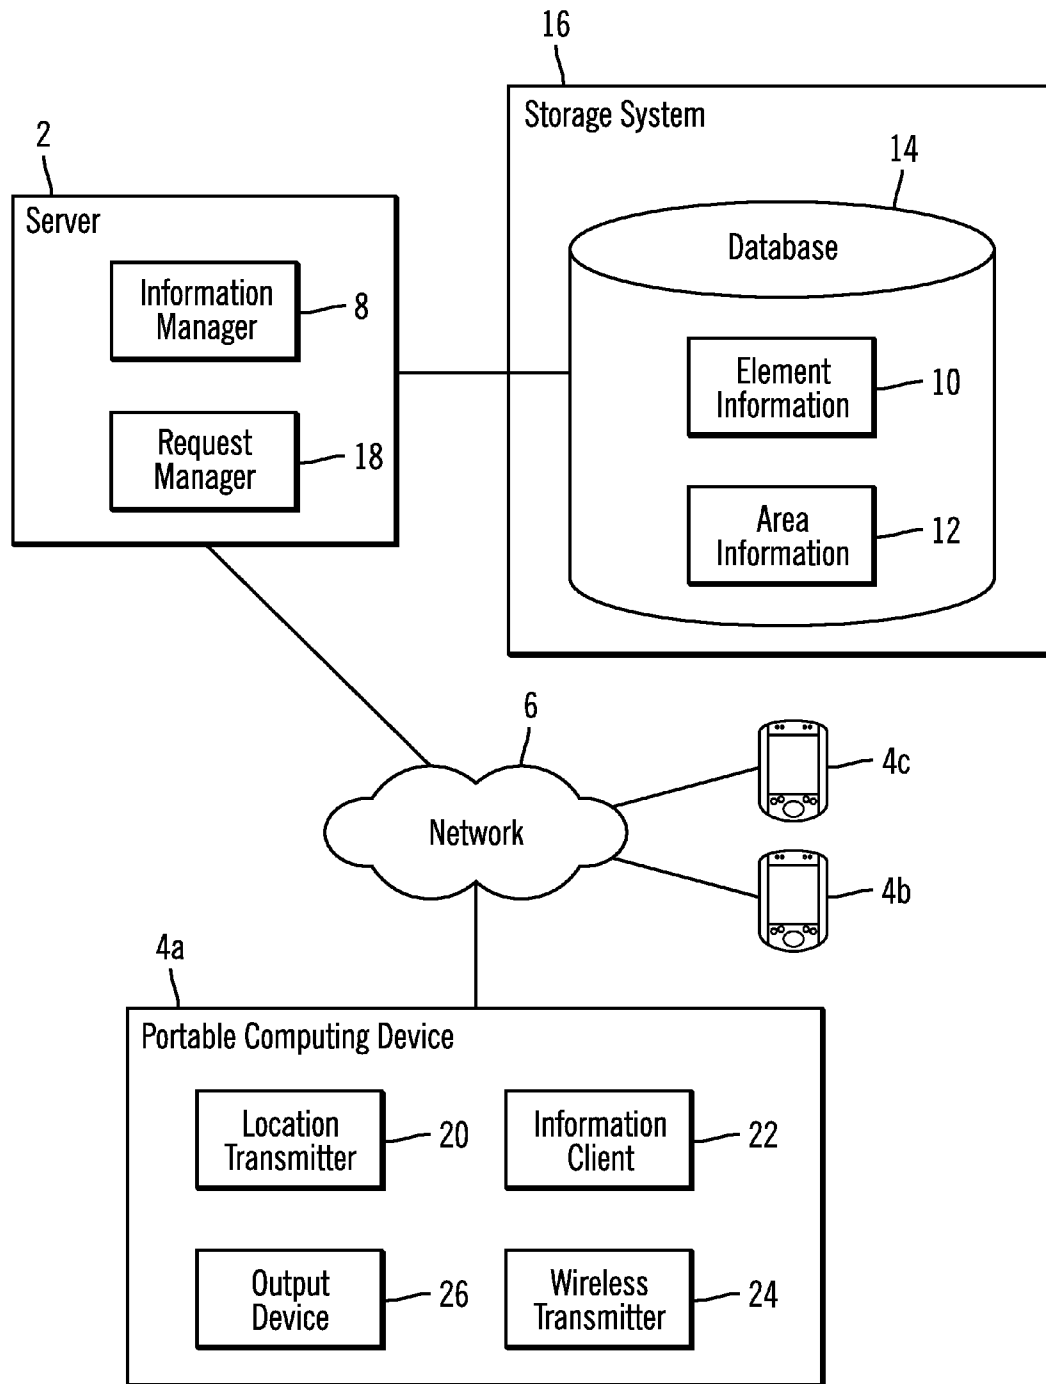 16
Storage System
2
Server
14
Database
Information
Manager
8
Element
Information
10
Request
Manager
18
Area
Information
12
6
Network
4c
4b
4a
Portable Computing Device
Location
Transmitter
20
Information
Client
22
Output
Device
26
Wireless
Transmitter
24